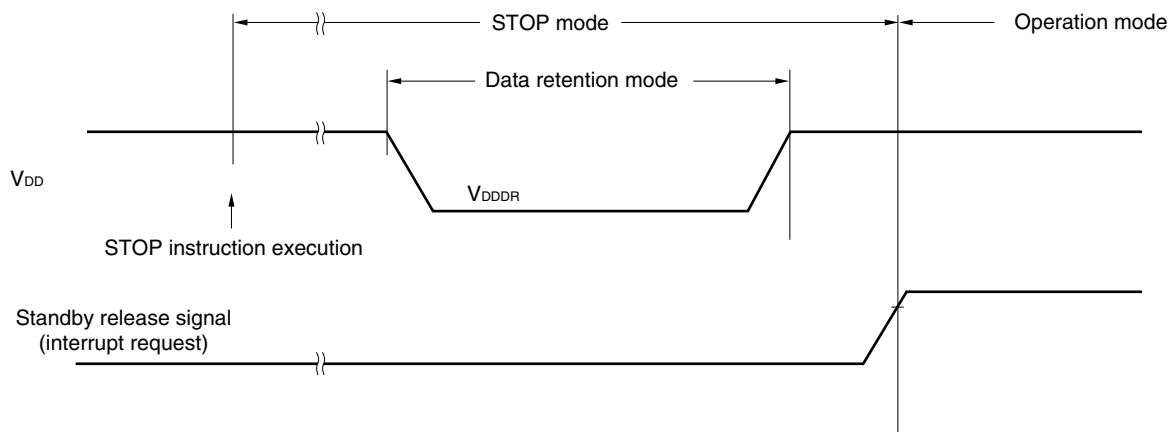 STOP mode
Operation mode
Data retention mode
VDD
VDDDR
STOP instruction execution
Standby release signal
(interrupt request)